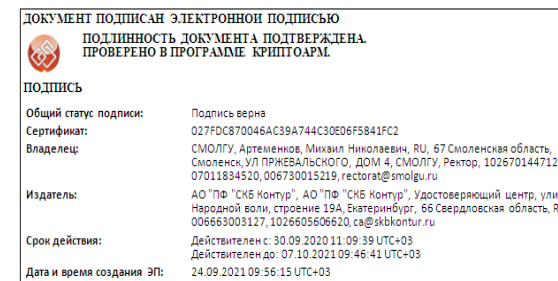 ДОКУМЕНТ ПОДПИСАН ЭЛЕКТРОННОЙ ПОДПИСЬЮ
ПОДЛИННОСТЬ ДОКУМЕНТА ПОДТВЕРЖДЕНА.
ПРОВЕРЕНО В ПРОГРАММЕ КРИПТОАРМ.
ПОДПИСЬ
Общий статус подписи: Подпись верна
Сертификат: 027FDC870046AC39A744C30E06F5841FC2
Владелец: СМОЛГУ, Артеменков, Михаил Николаевич, RU, 67 Смоленская область,
Смоленск, УЛ ПРЖЕВАЛЬСКОГО, ДОМ 4, СМОЛГУ, Ректор, 102670144712
07011834520, 006730015219, rectorat@smolgu.ru
Издатель: АО "ПФ "СКБ Контур", АО "ПФ "СКБ Контур", Удостоверяющий центр, ули
Народной воли, строение 19А, Екатеринбург, 66 Свердловская область, R
006663003127, 1026605606620, ca@skbkontur.ru
Срок действия: Действителен с: 30.09.2020 11:09:39 UTC+03
Действителен до: 07.10.2021 09:46:41 UTC+03
Дата и время создания ЭП: 24.09.2021 09:56:15 UTC+03